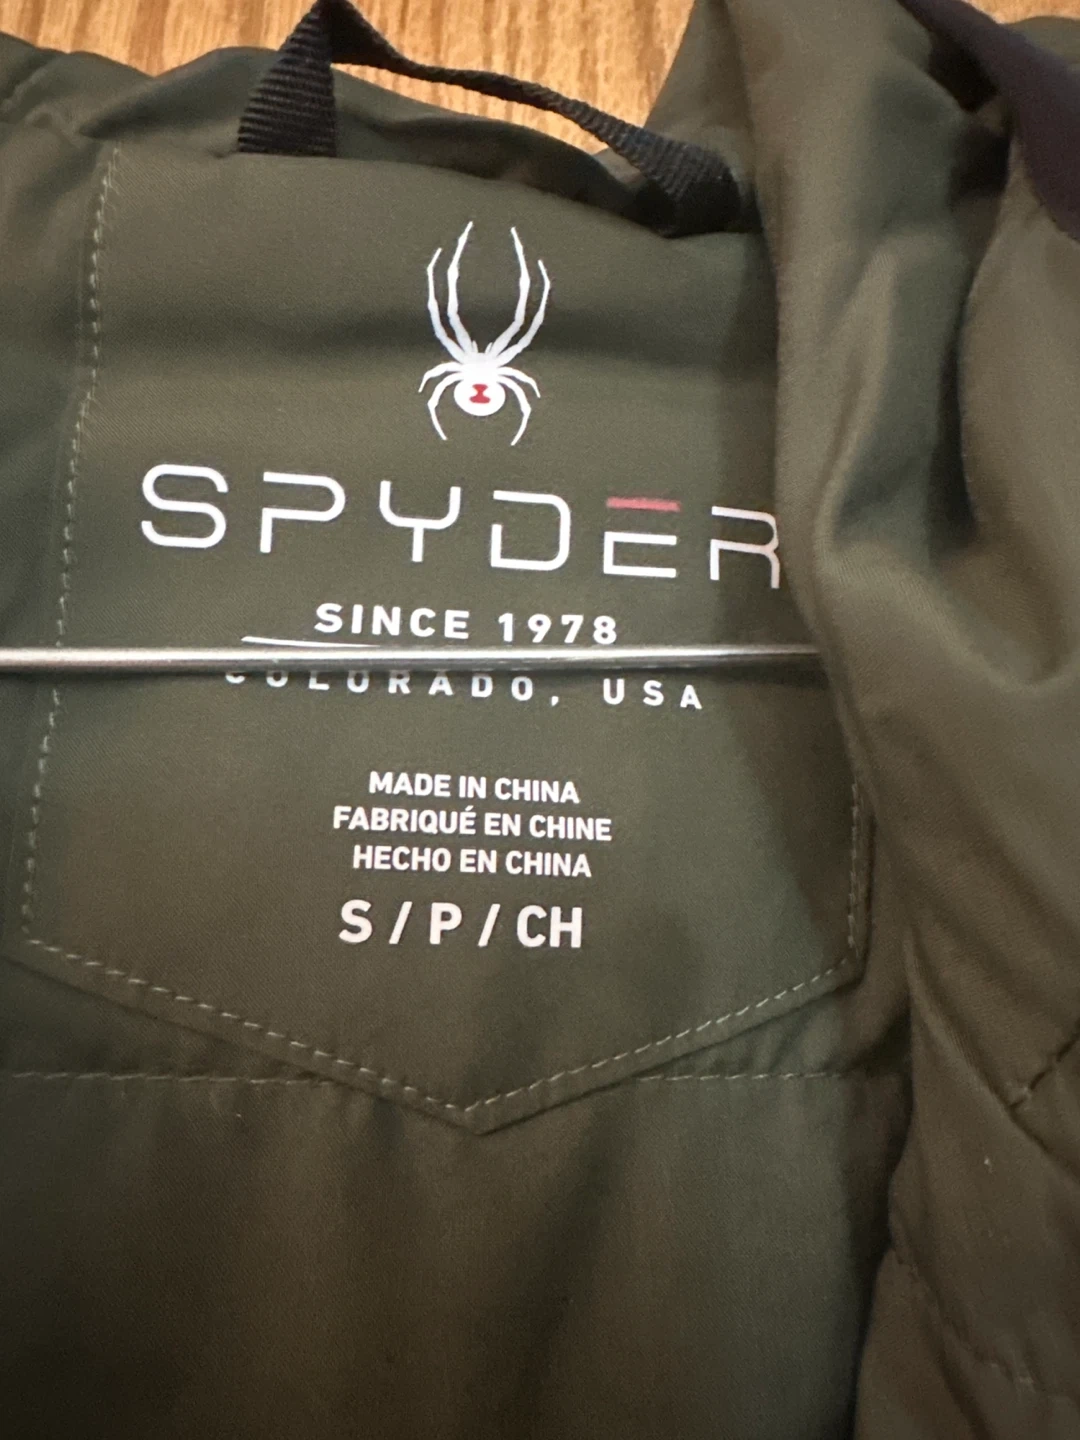 SPYDER
SINCE 1978
COLORADO, USA
MADE IN CHINA
FABRIQUÉ EN CHINE
HECHO EN CHINA
S / P / CH